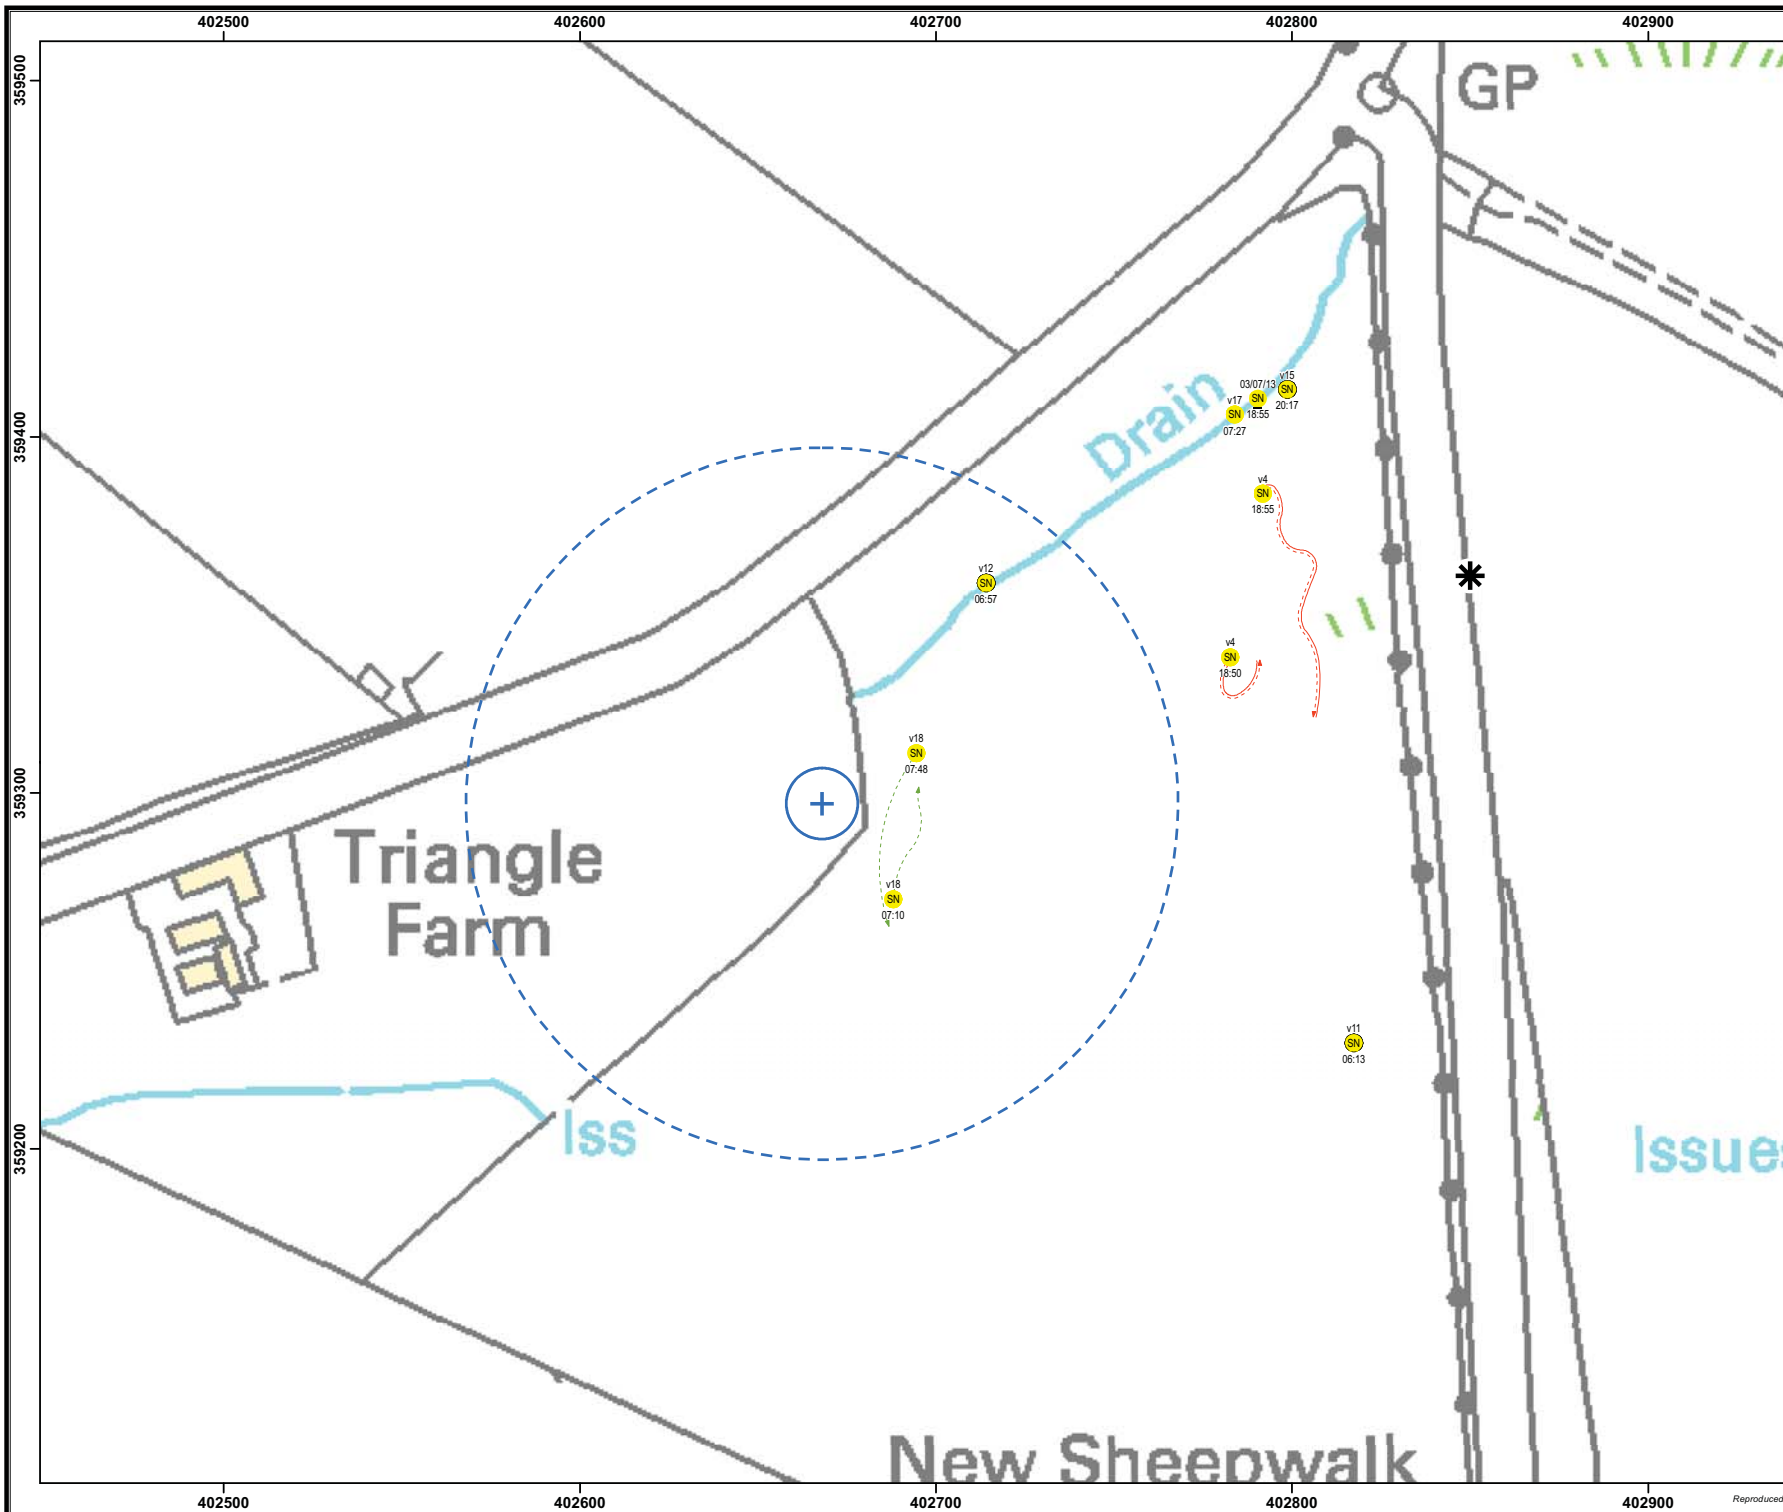 402500 402600 402700 402800 402900
359500
GP
359400
Drain
03/07/13
SN
18:55
v15
SN
20:17
v17
SN
07:27
v4
SN
18:55
v12
SN
06:57
v4
SN
18:50
v18
SN
07:48
359300
Triangle
Farm
v18
SN
07:10
v11
SN
06:13
359200
Iss
Issues
New Sheepwalk
402500 402600 402700 402800 402900
Reproduced